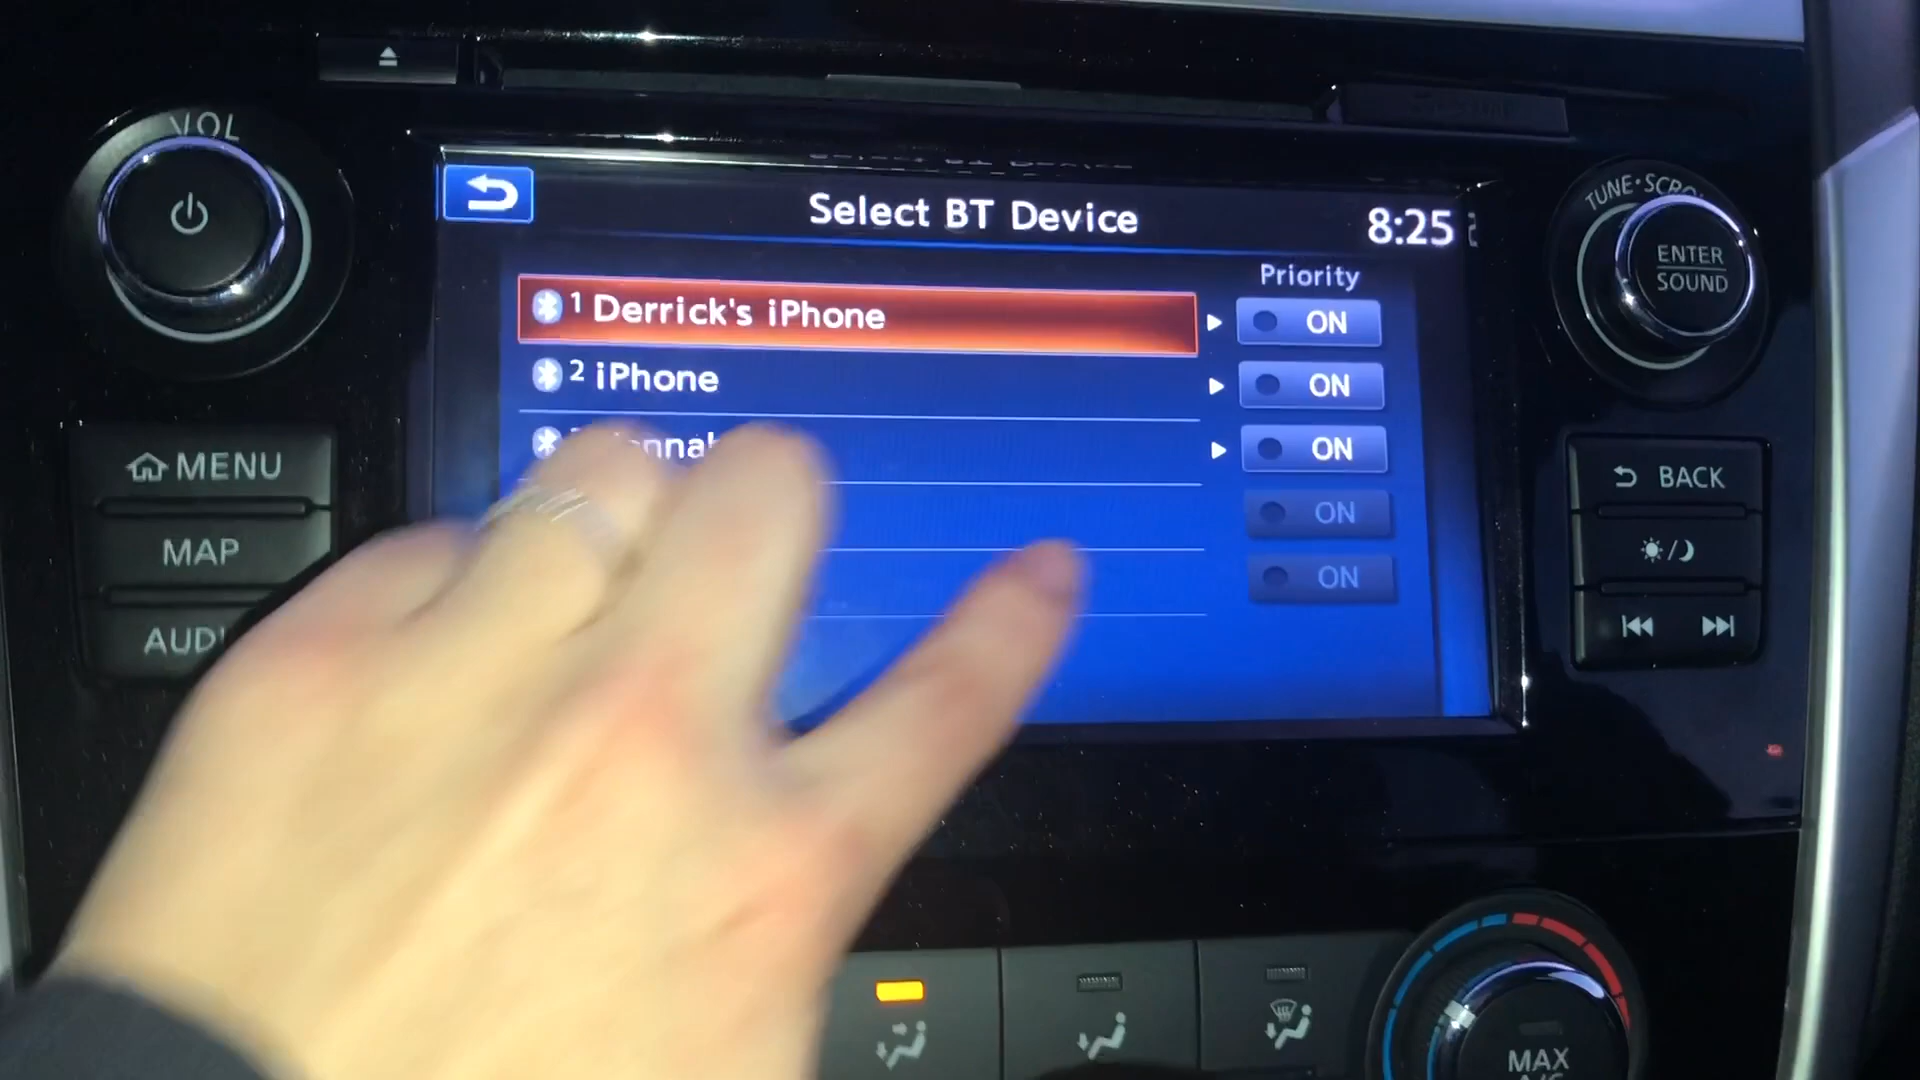 VOL
Select BT Device
8:25
TUNE•SCRO
ENTER
SOUND
Priority
1 Derrick's iPhone
ON
2 iPhone
ON
ON
ON
ON
MENU
MAP
AUDI
BACK
MAX
A/C